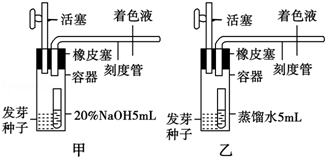 活塞 着色液
橡皮塞
刻度管
容器
发芽种子
20%NaOH5mL
甲
活塞 着色液
橡皮塞
刻度管
容器
发芽种子
蒸馏水5mL
乙